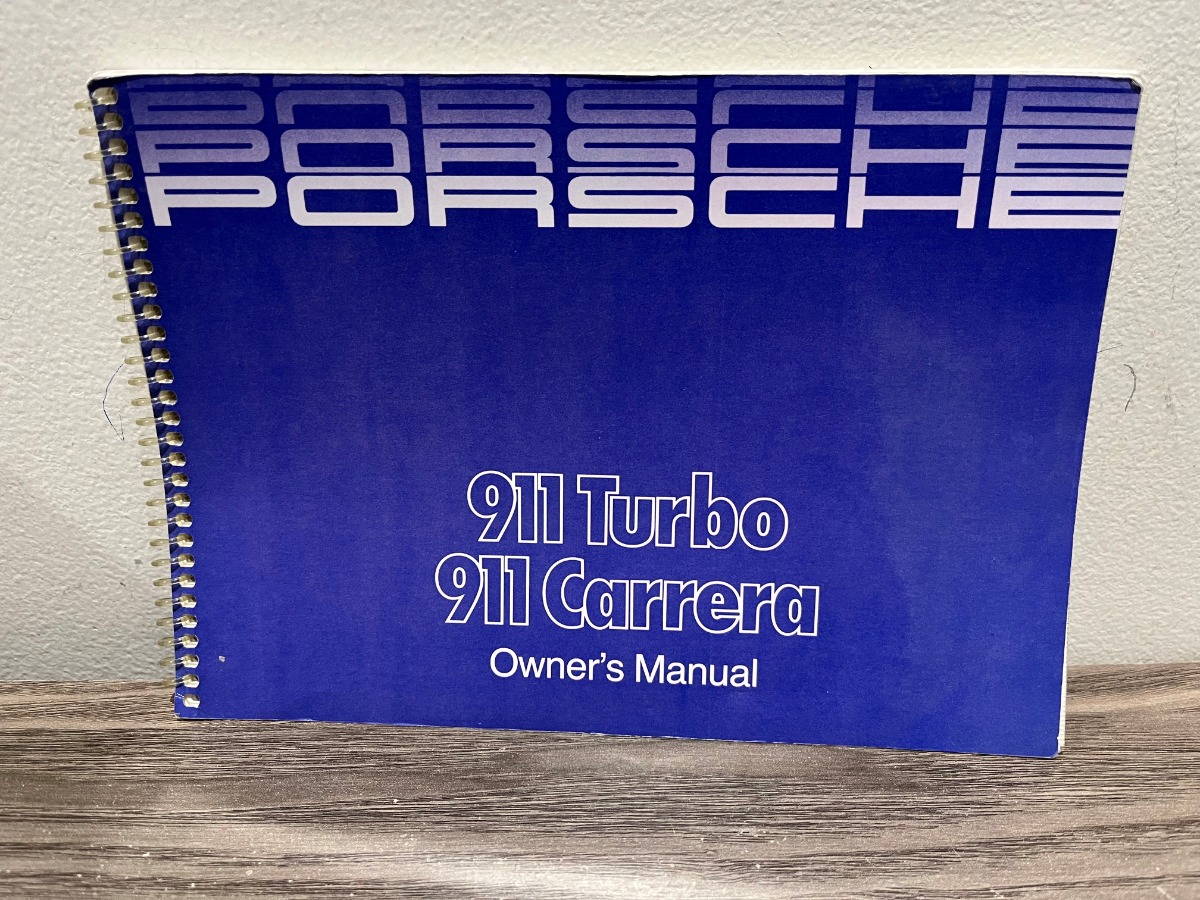 PORSCHE
PORSCHE
PORSCHE
911 Turbo
911 Carrera
Owner's Manual